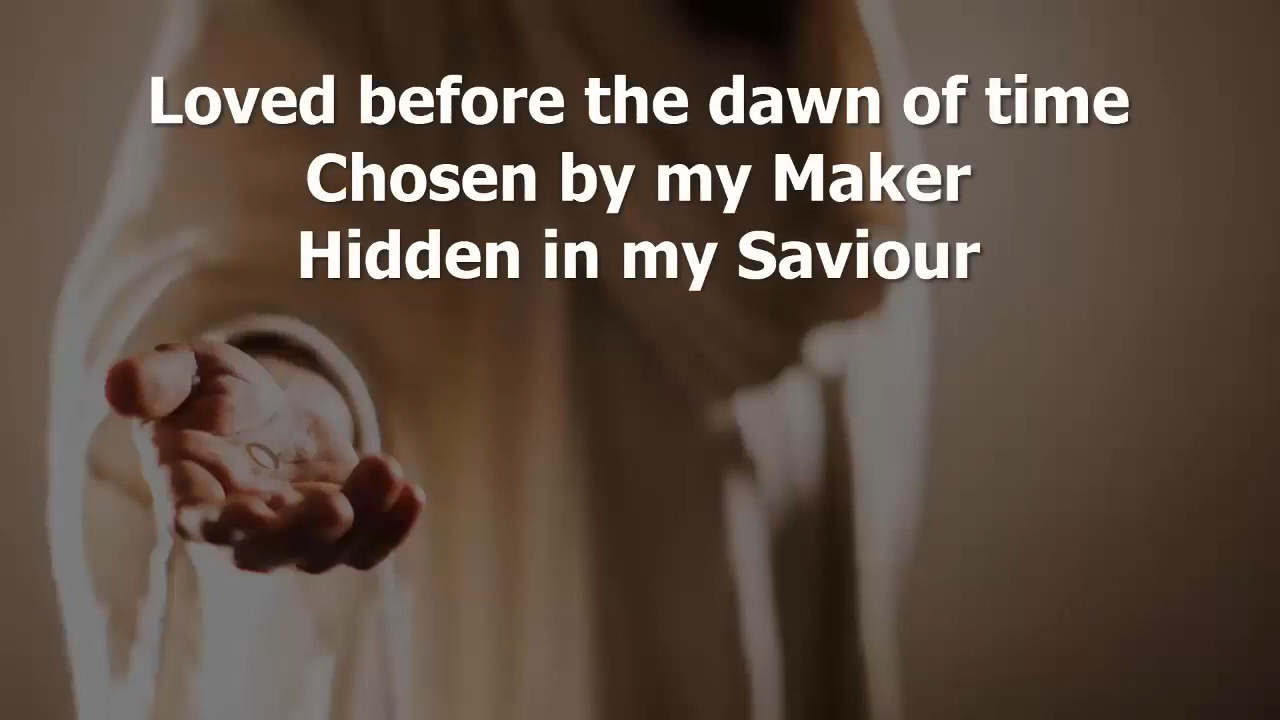 Loved before the dawn of time
Chosen by my Maker
Hidden in my Saviour